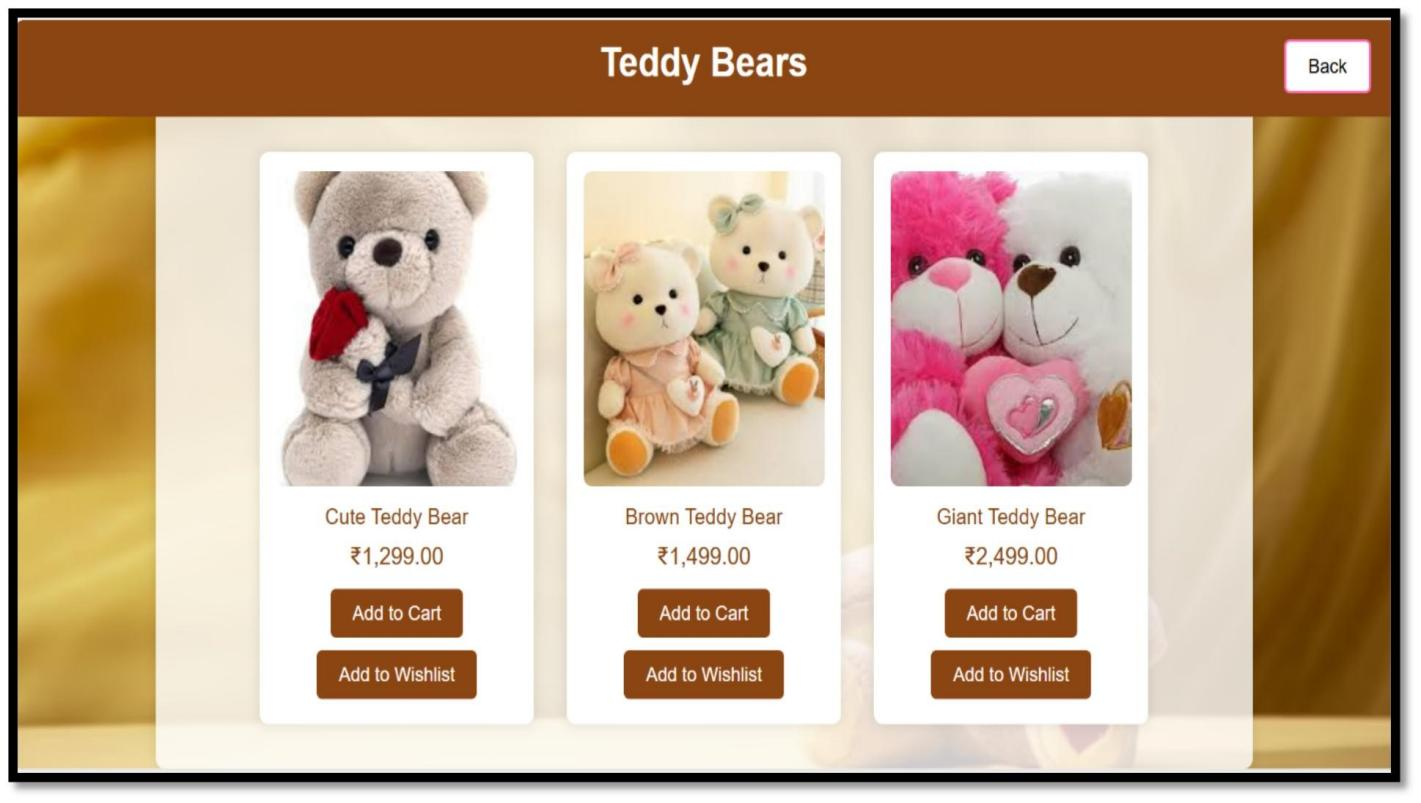 Teddy Bears
Back
Cute Teddy Bear
₹1,299.00
Add to Cart
Add to Wishlist
Brown Teddy Bear
₹1,499.00
Add to Cart
Add to Wishlist
Giant Teddy Bear
₹2,499.00
Add to Cart
Add to Wishlist